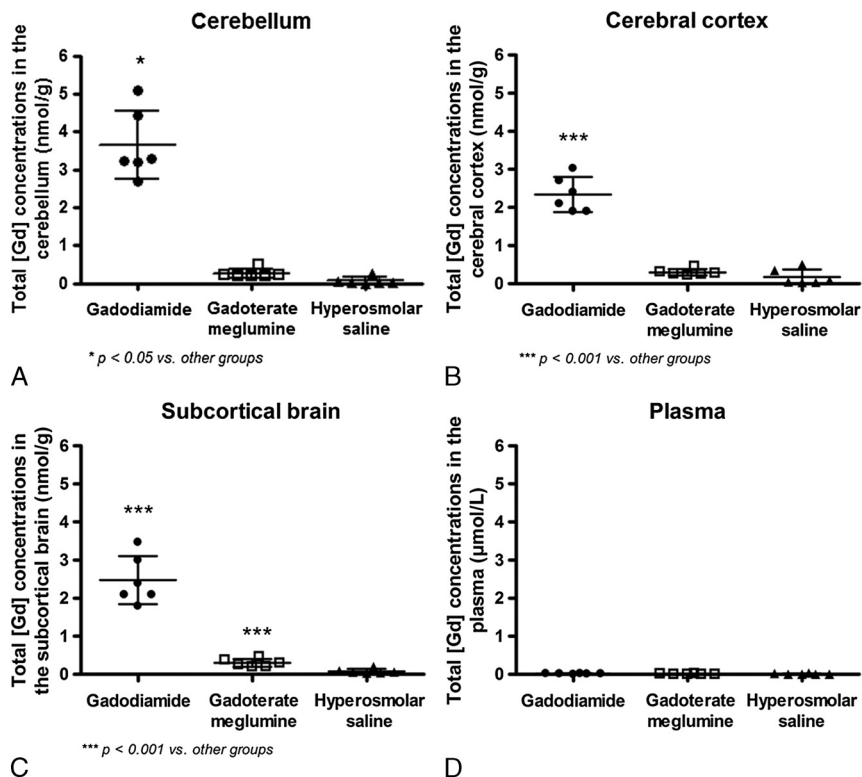 A
Cerebellum
Total [Gd] concentrations in the
cerebellum (nmol/g)
6
5
4
3
2
1
0
*
Gadodiamide
Gadoterate
meglumine
Hyperosmolar
saline
* p < 0.05 vs. other groups
B
Cerebral cortex
Total [Gd] concentrations in the
cerebral cortex (nmol/g)
6
5
4
3
2
1
0
***
Gadodiamide
Gadoterate
meglumine
Hyperosmolar
saline
*** p < 0.001 vs. other groups
C
Subcortical brain
Total [Gd] concentrations in
the subcortical brain (nmol/g)
6
5
4
3
2
1
0
***
***
Gadodiamide
Gadoterate
meglumine
Hyperosmolar
saline
*** p < 0.001 vs. other groups
D
Plasma
Total [Gd] concentrations in the
plasma (µmol/L)
6
5
4
3
2
1
0
Gadodiamide
Gadoterate
meglumine
Hyperosmolar
saline